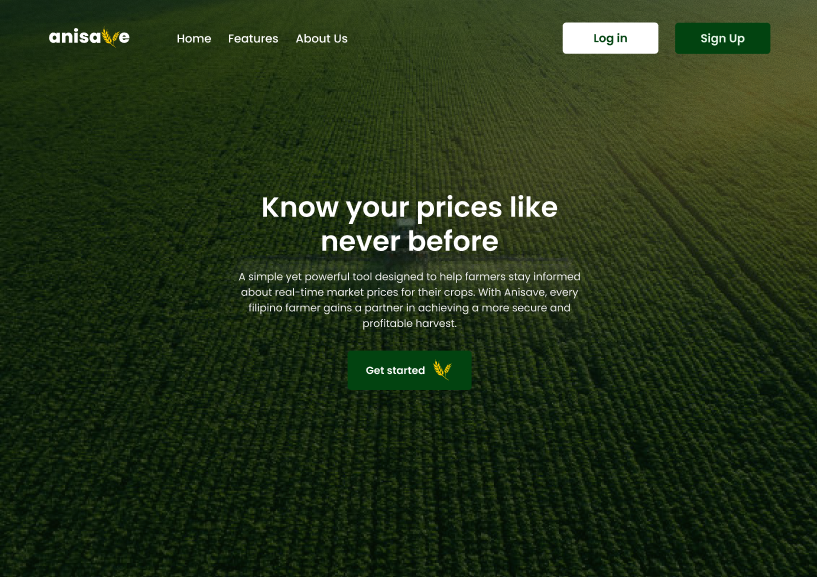 anisave
Home Features About Us
Log in
Sign Up
Know your prices like
never before
A simple yet powerful tool designed to help farmers stay informed
about real-time market prices for their crops. With Anisave, every
filipino farmer gains a partner in achieving a more secure and
profitable harvest.
Get started